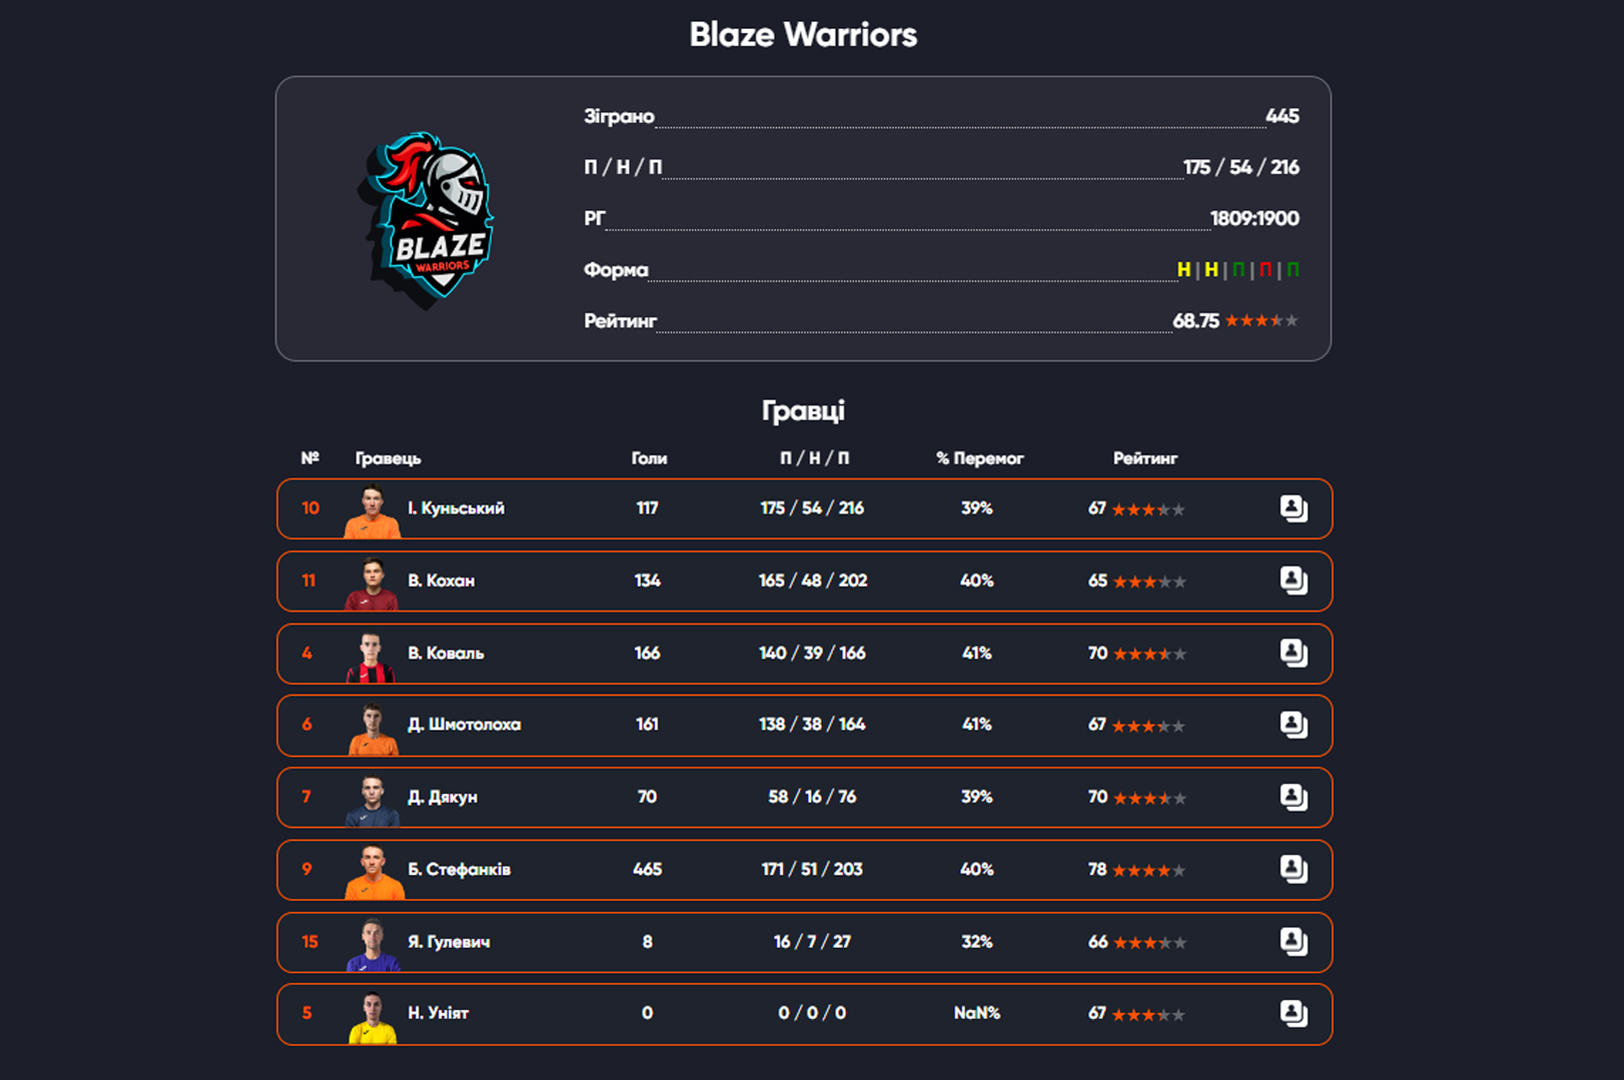 Blaze Warriors
BLAZE
WARRIORS
Зіграно 445
П / Н / П 175 / 54 / 216
РГ 1809:1900
Форма Н | Н | П | П | П
Рейтинг 68.75
Гравці
№ Гравець Голи П / Н / П % Перемог Рейтинг
10 І. Куньський 117 175 / 54 / 216 39% 67
11 В. Кохан 134 165 / 48 / 202 40% 65
4 В. Коваль 166 140 / 39 / 166 41% 70
6 Д. Шмотолоха 161 138 / 38 / 164 41% 67
7 Д. Дякун 70 58 / 16 / 76 39% 70
9 Б. Стефанків 465 171 / 51 / 203 40% 78
15 Я. Гулевич 8 16 / 7 / 27 32% 66
5 Н. Уніят 0 0 / 0 / 0 NaN% 67